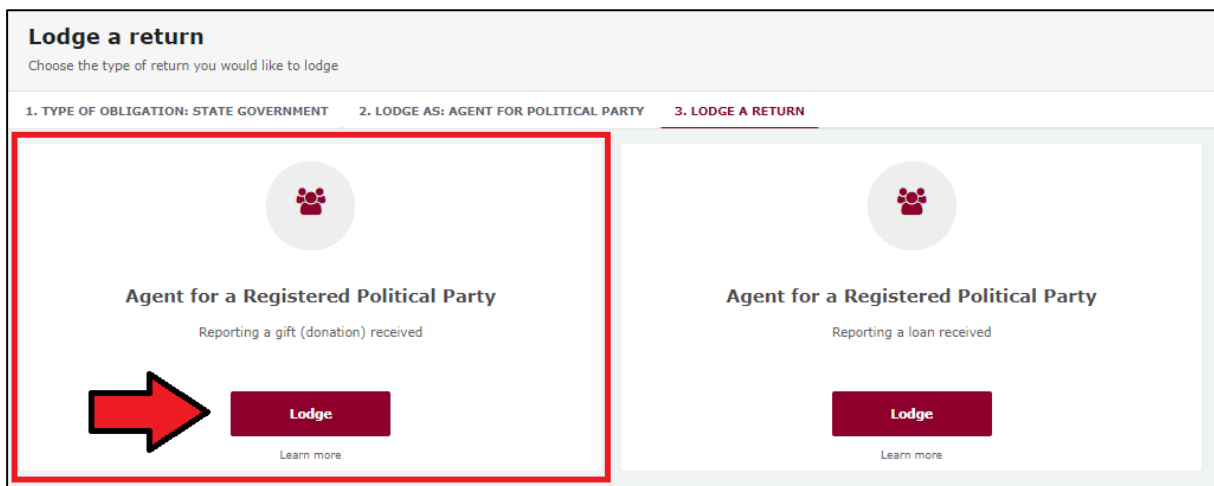 Lodge a return
Choose the type of return you would like to lodge
1. TYPE OF OBLIGATION: STATE GOVERNMENT 2. LODGE AS: AGENT FOR POLITICAL PARTY 3. LODGE A RETURN
Agent for a Registered Political Party
Reporting a gift (donation) received
Lodge
Learn more
Agent for a Registered Political Party
Reporting a loan received
Lodge
Learn more